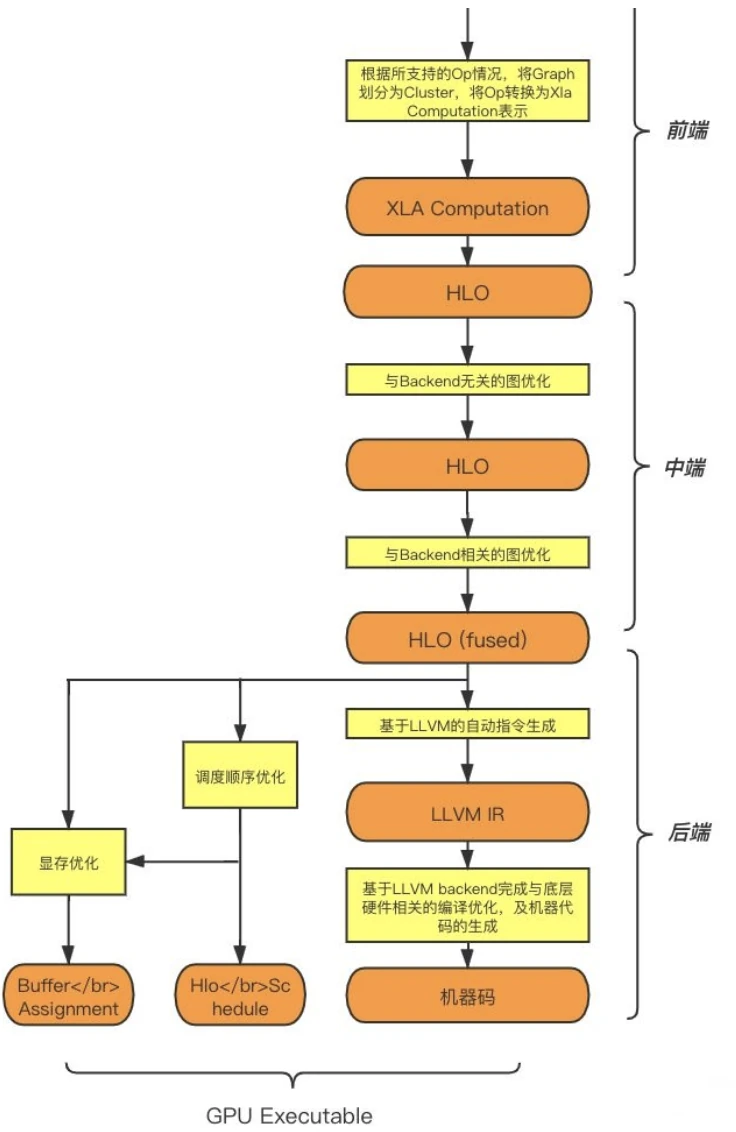 根据所支持的Op情况，将Graph
划分为Cluster，将Op转换为Xla
Computation表示
前端
XLA Computation
HLO
与Backend无关的图优化
HLO
中端
与Backend相关的图优化
HLO (fused)
基于LLVM的自动指令生成
调度顺序优化
LLVM IR
后端
显存优化
基于LLVM backend完成与底层
硬件相关的编译优化，及机器代
码的生成
Buffer</br>
Assignment
Hlo</br>Sc
hedule
机器码
GPU Executable